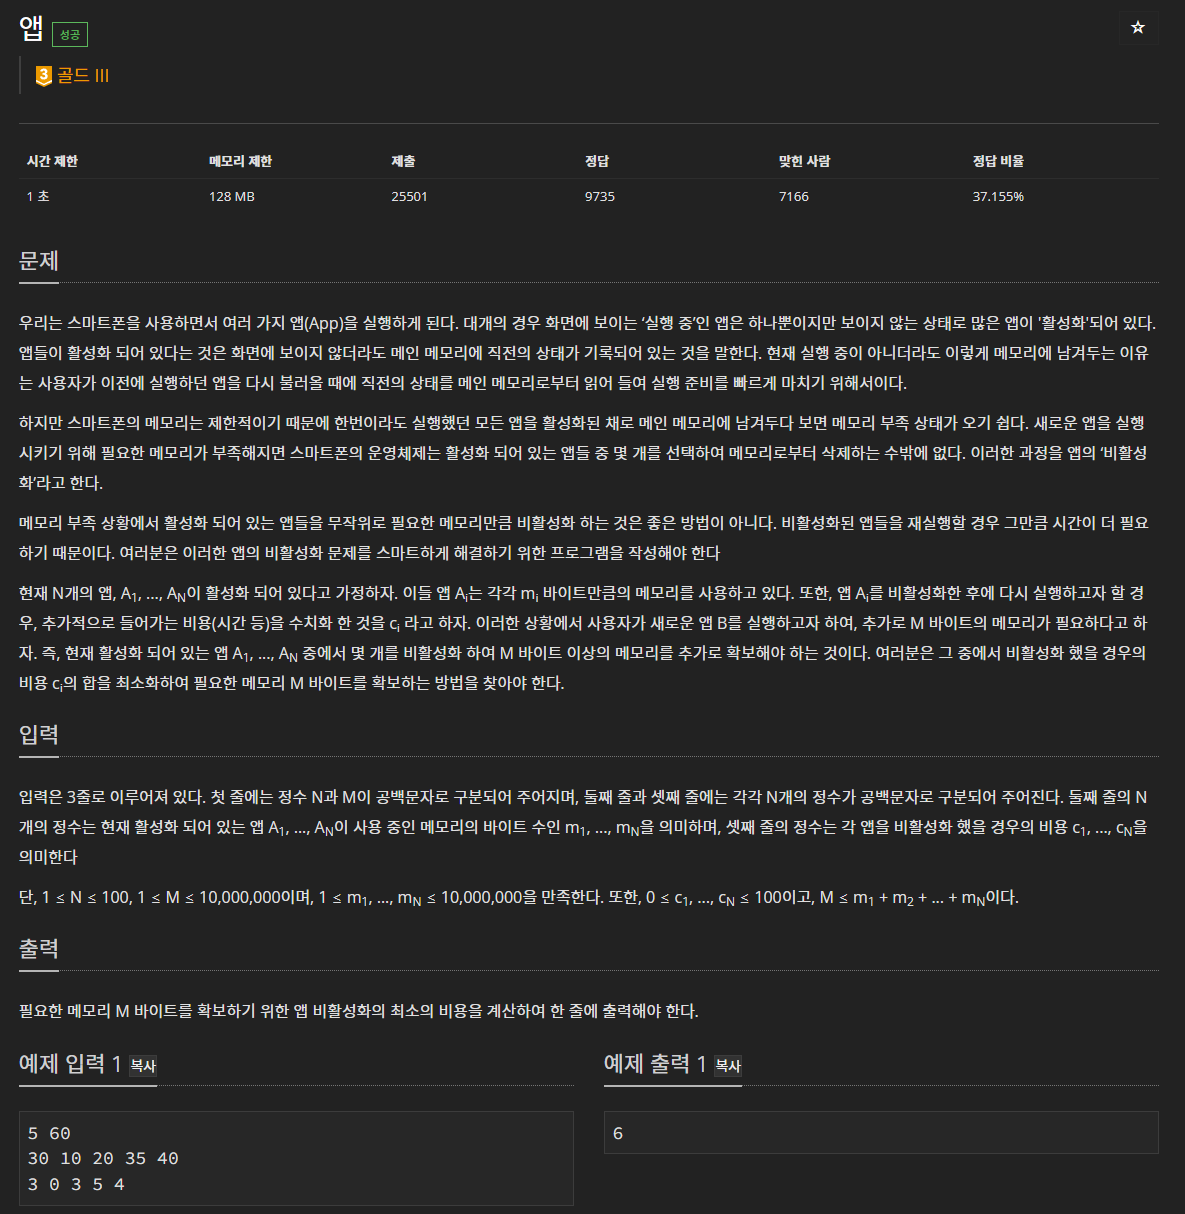 앱 성공 ☆
3 골드 III
시간 제한 메모리 제한 제출 정답 맞힌 사람 정답 비율
1 초 128 MB 25501 9735 7166 37.155%
문제
우리는 스마트폰을 사용하면서 여러 가지 앱(App)을 실행하게 된다. 대개의 경우 화면에 보이는 ‘실행 중’인 앱은 하나뿐이지만 보이지 않는 상태로 많은 앱이 '활성화'되어 있다.
앱들이 활성화 되어 있다는 것은 화면에 보이지 않더라도 메인 메모리에 직전의 상태가 기록되어 있는 것을 말한다. 현재 실행 중이 아니더라도 이렇게 메모리에 남겨두는 이유
는 사용자가 이전에 실행하던 앱을 다시 불러올 때에 직전의 상태를 메인 메모리로부터 읽어 들여 실행 준비를 빠르게 마치기 위해서이다.
하지만 스마트폰의 메모리는 제한적이기 때문에 한번이라도 실행했던 모든 앱을 활성화된 채로 메인 메모리에 남겨두다 보면 메모리 부족 상태가 오기 쉽다. 새로운 앱을 실행
시키기 위해 필요한 메모리가 부족해지면 스마트폰의 운영체제는 활성화 되어 있는 앱들 중 몇 개를 선택하여 메모리로부터 삭제하는 수밖에 없다. 이러한 과정을 앱의 ‘비활성
화’라고 한다.
메모리 부족 상황에서 활성화 되어 있는 앱들을 무작위로 필요한 메모리만큼 비활성화 하는 것은 좋은 방법이 아니다. 비활성화된 앱들을 재실행할 경우 그만큼 시간이 더 필요
하기 때문이다. 여러분은 이러한 앱의 비활성화 문제를 스마트하게 해결하기 위한 프로그램을 작성해야 한다
현재 N개의 앱, A1, ..., AN이 활성화 되어 있다고 가정하자. 이들 앱 Ai는 각각 mi 바이트만큼의 메모리를 사용하고 있다. 또한, 앱 Ai를 비활성화한 후에 다시 실행하고자 할 경
우, 추가적으로 들어가는 비용(시간 등)을 수치화 한 것을 ci 라고 하자. 이러한 상황에서 사용자가 새로운 앱 B를 실행하고자 하여, 추가로 M 바이트의 메모리가 필요하다고 하
자. 즉, 현재 활성화 되어 있는 앱 A1, ..., AN 중에서 몇 개를 비활성화 하여 M 바이트 이상의 메모리를 추가로 확보해야 하는 것이다. 여러분은 그 중에서 비활성화 했을 경우의
비용 ci의 합을 최소화하여 필요한 메모리 M 바이트를 확보하는 방법을 찾아야 한다.
입력
입력은 3줄로 이루어져 있다. 첫 줄에는 정수 N과 M이 공백문자로 구분되어 주어지며, 둘째 줄과 셋째 줄에는 각각 N개의 정수가 공백문자로 구분되어 주어진다. 둘째 줄의 N
개의 정수는 현재 활성화 되어 있는 앱 A1, ..., AN이 사용 중인 메모리의 바이트 수인 m1, ..., mN을 의미하며, 셋째 줄의 정수는 각 앱을 비활성화 했을 경우의 비용 c1, ..., cN을
의미한다
단, 1 ≤ N ≤ 100, 1 ≤ M ≤ 10,000,000이며, 1 ≤ m1, ..., mN ≤ 10,000,000을 만족한다. 또한, 0 ≤ c1, ..., cN ≤ 100이고, M ≤ m1 + m2 + ... + mN이다.
출력
필요한 메모리 M 바이트를 확보하기 위한 앱 비활성화의 최소의 비용을 계산하여 한 줄에 출력해야 한다.
예제 입력 1 복사
5 60
30 10 20 35 40
3 0 3 5 4
예제 출력 1 복사
6